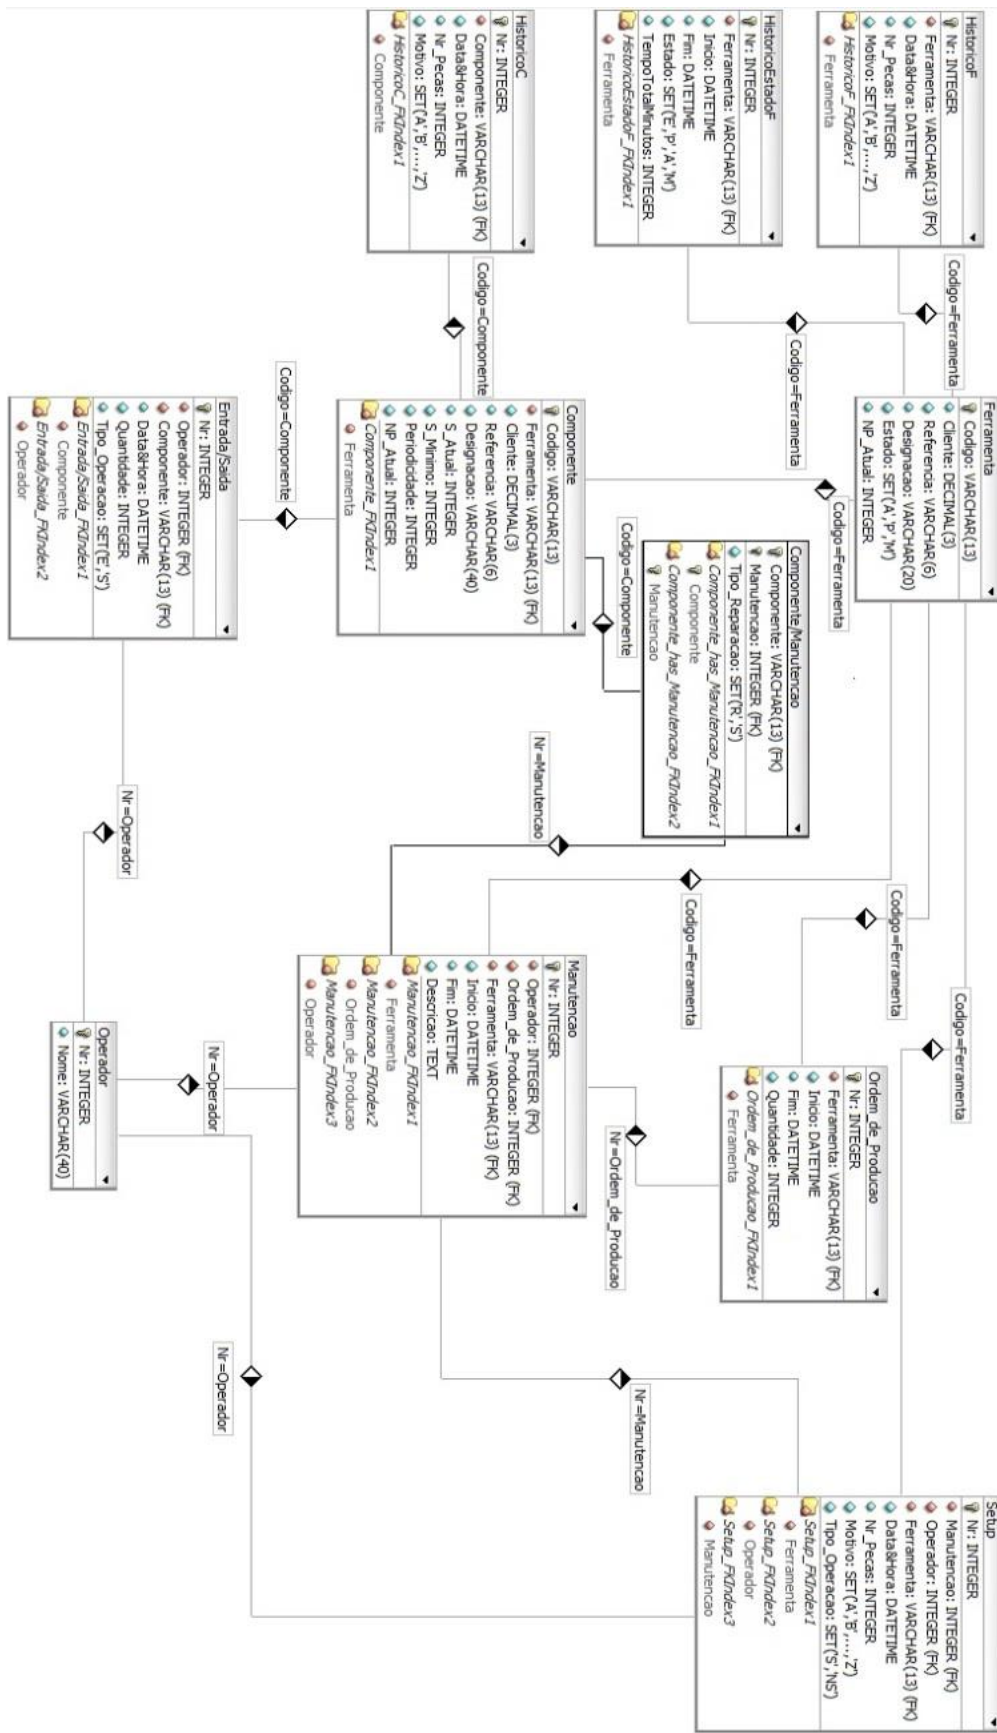 HistoricoF
Nr: INTEGER
Ferramenta: VARCHAR(13) (FK)
Data&Hora: DATETIME
Nr_Pecas: INTEGER
Motivo: SET('A','B',...,'Z')
HistoricoF_FKIndex1
Ferramenta
HistoricoEstadoF
Nr: INTEGER
Ferramenta: VARCHAR(13) (FK)
Inicio: DATETIME
Fim: DATETIME
Estado: SET('E','P','A','M')
TempoTotalMinutos: INTEGER
HistoricoEstadoF_FKIndex1
Ferramenta
HistoricoC
Nr: INTEGER
Componente: VARCHAR(13) (FK)
Data&Hora: DATETIME
Nr_Pecas: INTEGER
Motivo: SET('A','B',...,'Z')
HistoricoC_FKIndex1
Componente
Codigo=Ferramenta
Codigo=Ferramenta
Codigo=Componente
Ferramenta
Codigo: VARCHAR(13)
Cliente: DECIMAL(3)
Referencia: VARCHAR(6)
Designacao: VARCHAR(20)
Estado: SET('A','P','M')
NP_Atual: INTEGER
Codigo=Ferramenta
Componente
Codigo: VARCHAR(13)
Ferramenta: VARCHAR(13) (FK)
Cliente: DECIMAL(3)
Referencia: VARCHAR(6)
Designacao: VARCHAR(40)
S_Atual: INTEGER
S_Minimo: INTEGER
Periodicidade: INTEGER
NP_Atual: INTEGER
Componente_FKIndex1
Ferramenta
Codigo=Componente
Entrada/Saida
Nr: INTEGER
Operador: INTEGER (FK)
Componente: VARCHAR(13) (FK)
Data&Hora: DATETIME
Quantidade: INTEGER
Tipo_Operacao: SET('E','S')
Entrada/Saida_FKIndex1
Componente
Entrada/Saida_FKIndex2
Operador
Componente/Manutencao
Componente: VARCHAR(13) (FK)
Manutencao: INTEGER (FK)
Tipo_Reparacao: SET('R','S')
Componente_has_Manutencao_FKIndex1
Componente
Componente_has_Manutencao_FKIndex2
Manutencao
Codigo=Componente
Nr=Manutencao
Nr=Operador
Codigo=Ferramenta
Codigo=Ferramenta
Codigo=Ferramenta
Manutencao
Nr: INTEGER
Operador: INTEGER (FK)
Ordem_de_Producao: INTEGER (FK)
Ferramenta: VARCHAR(13) (FK)
Inicio: DATETIME
Fim: DATETIME
Descricao: TEXT
Manutencao_FKIndex1
Ferramenta
Manutencao_FKIndex2
Ordem_de_Producao
Manutencao_FKIndex3
Operador
Operador
Nr: INTEGER
Nome: VARCHAR(40)
Nr=Operador
Ordem_de_Producao
Nr: INTEGER
Ferramenta: VARCHAR(13) (FK)
Inicio: DATETIME
Fim: DATETIME
Quantidade: INTEGER
Ordem_de_Producao_FKIndex1
Ferramenta
Nr=Ordem_de_Producao
Nr=Manutencao
Nr=Operador
Setup
Nr: INTEGER
Manutencao: INTEGER (FK)
Operador: INTEGER (FK)
Ferramenta: VARCHAR(13) (FK)
Data&Hora: DATETIME
Nr_Pecas: INTEGER
Motivo: SET('A','B',...,'Z')
Tipo_Operacao: SET('S','NS')
Setup_FKIndex1
Ferramenta
Setup_FKIndex2
Operador
Setup_FKIndex3
Manutencao